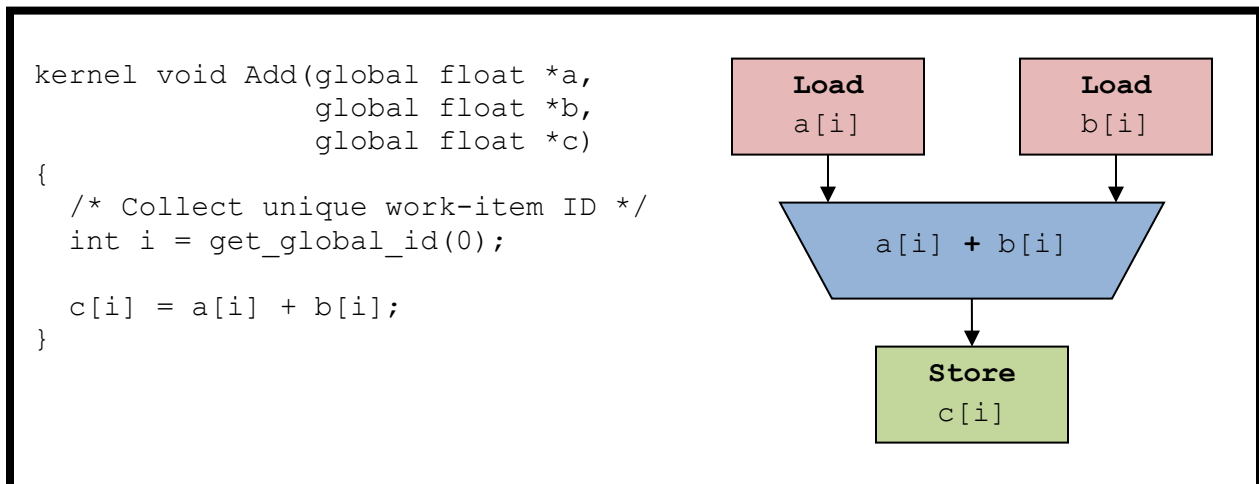 kernel void Add(global float *a,
                global float *b,
                global float *c)
{
  /* Collect unique work-item ID */
  int i = get_global_id(0);

  c[i] = a[i] + b[i];
}
Load
a[i]
Load
b[i]
a[i] + b[i]
Store
c[i]